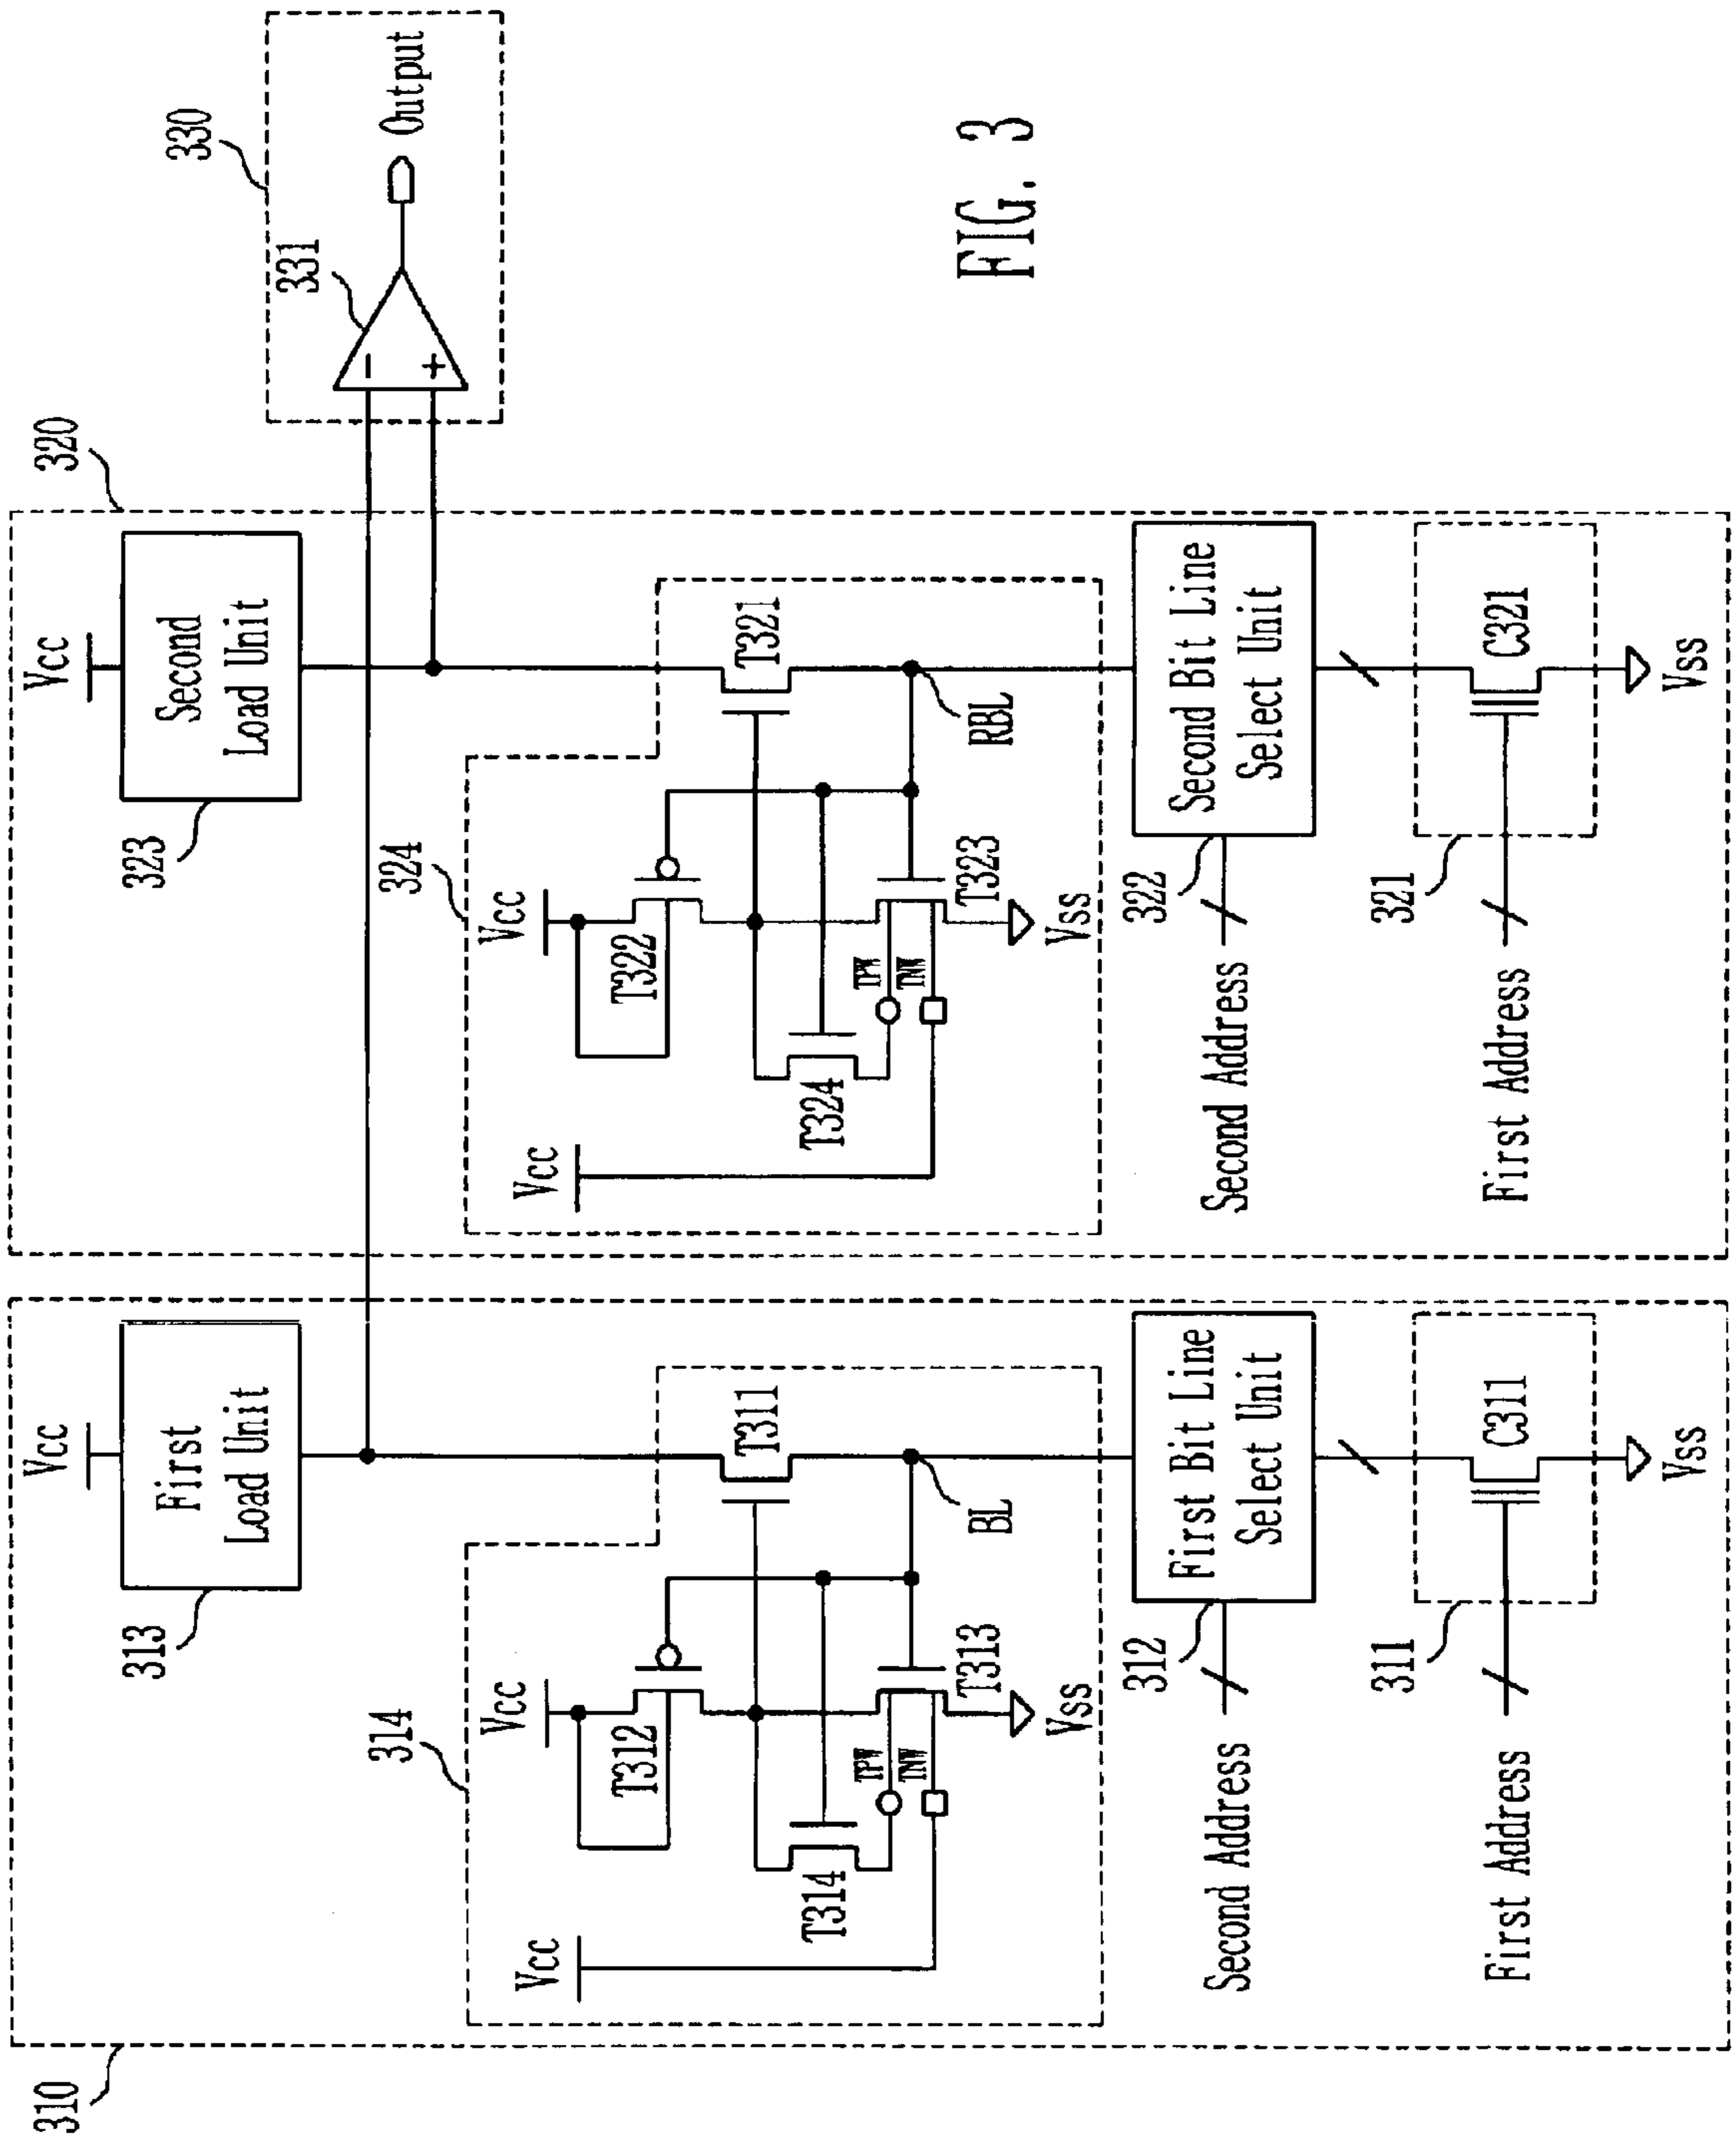 310
Vcc
First
Load Unit
313
314
Vcc
Vcc
T312
T311
T314
TPW
TNW
T313
Vss
BL
First Bit Line
Select Unit
312
Second Address
C311
311
First Address
Vss
320
Vcc
Second
Load Unit
323
324
Vcc
Vcc
T322
T321
T324
TPW
TNW
T323
Vss
RBL
Second Bit Line
Select Unit
322
Second Address
C321
321
First Address
Vss
330
331
−
+
Output
FIG. 3